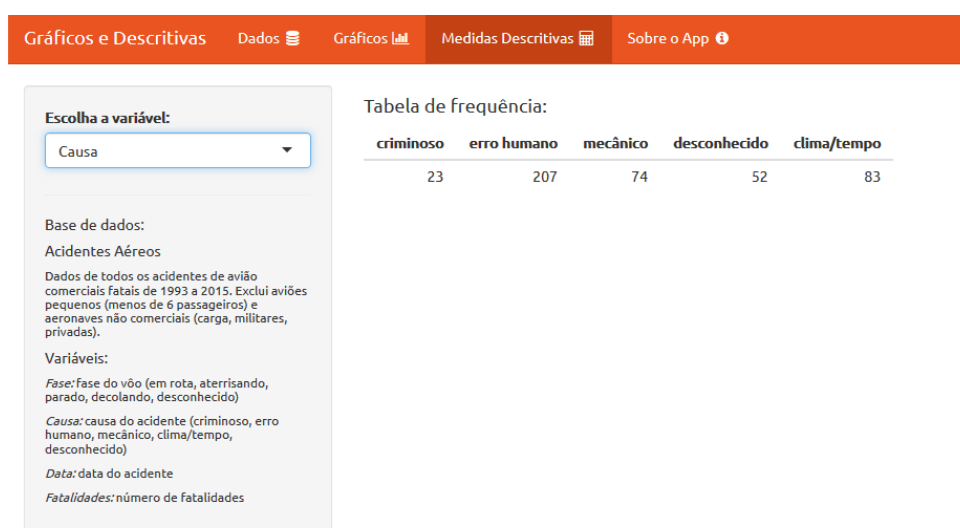 Gráficos e Descritivas Dados Gráficos Medidas Descritivas Sobre o App
Escolha a variável:
Causa
Base de dados:
Acidentes Aéreos
Dados de todos os acidentes de avião
comerciais fatais de 1993 a 2015. Exclui aviões
pequenos (menos de 6 passageiros) e
aeronaves não comerciais (carga, militares,
privadas).
Variáveis:
Fase: fase do vôo (em rota, aterrisando,
parado, decolando, desconhecido)
Causa: causa do acidente (criminoso, erro
humano, mecânico, clima/tempo,
desconhecido)
Data: data do acidente
Fatalidades: número de fatalidades
Tabela de frequência:
criminoso erro humano mecânico desconhecido clima/tempo
23 207 74 52 83